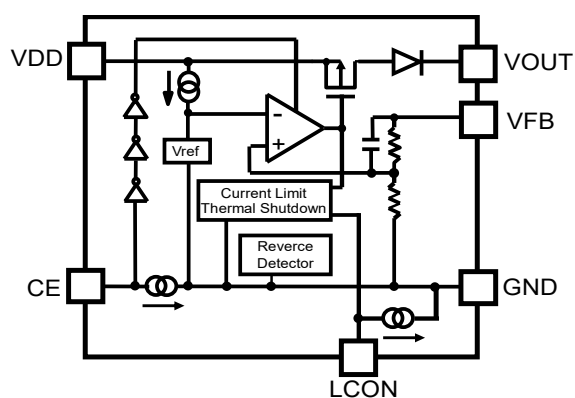 VDD
VOUT
VFB
-
+
Vref
Current Limit
Thermal Shutdown
Reverce
Detector
CE
GND
LCON